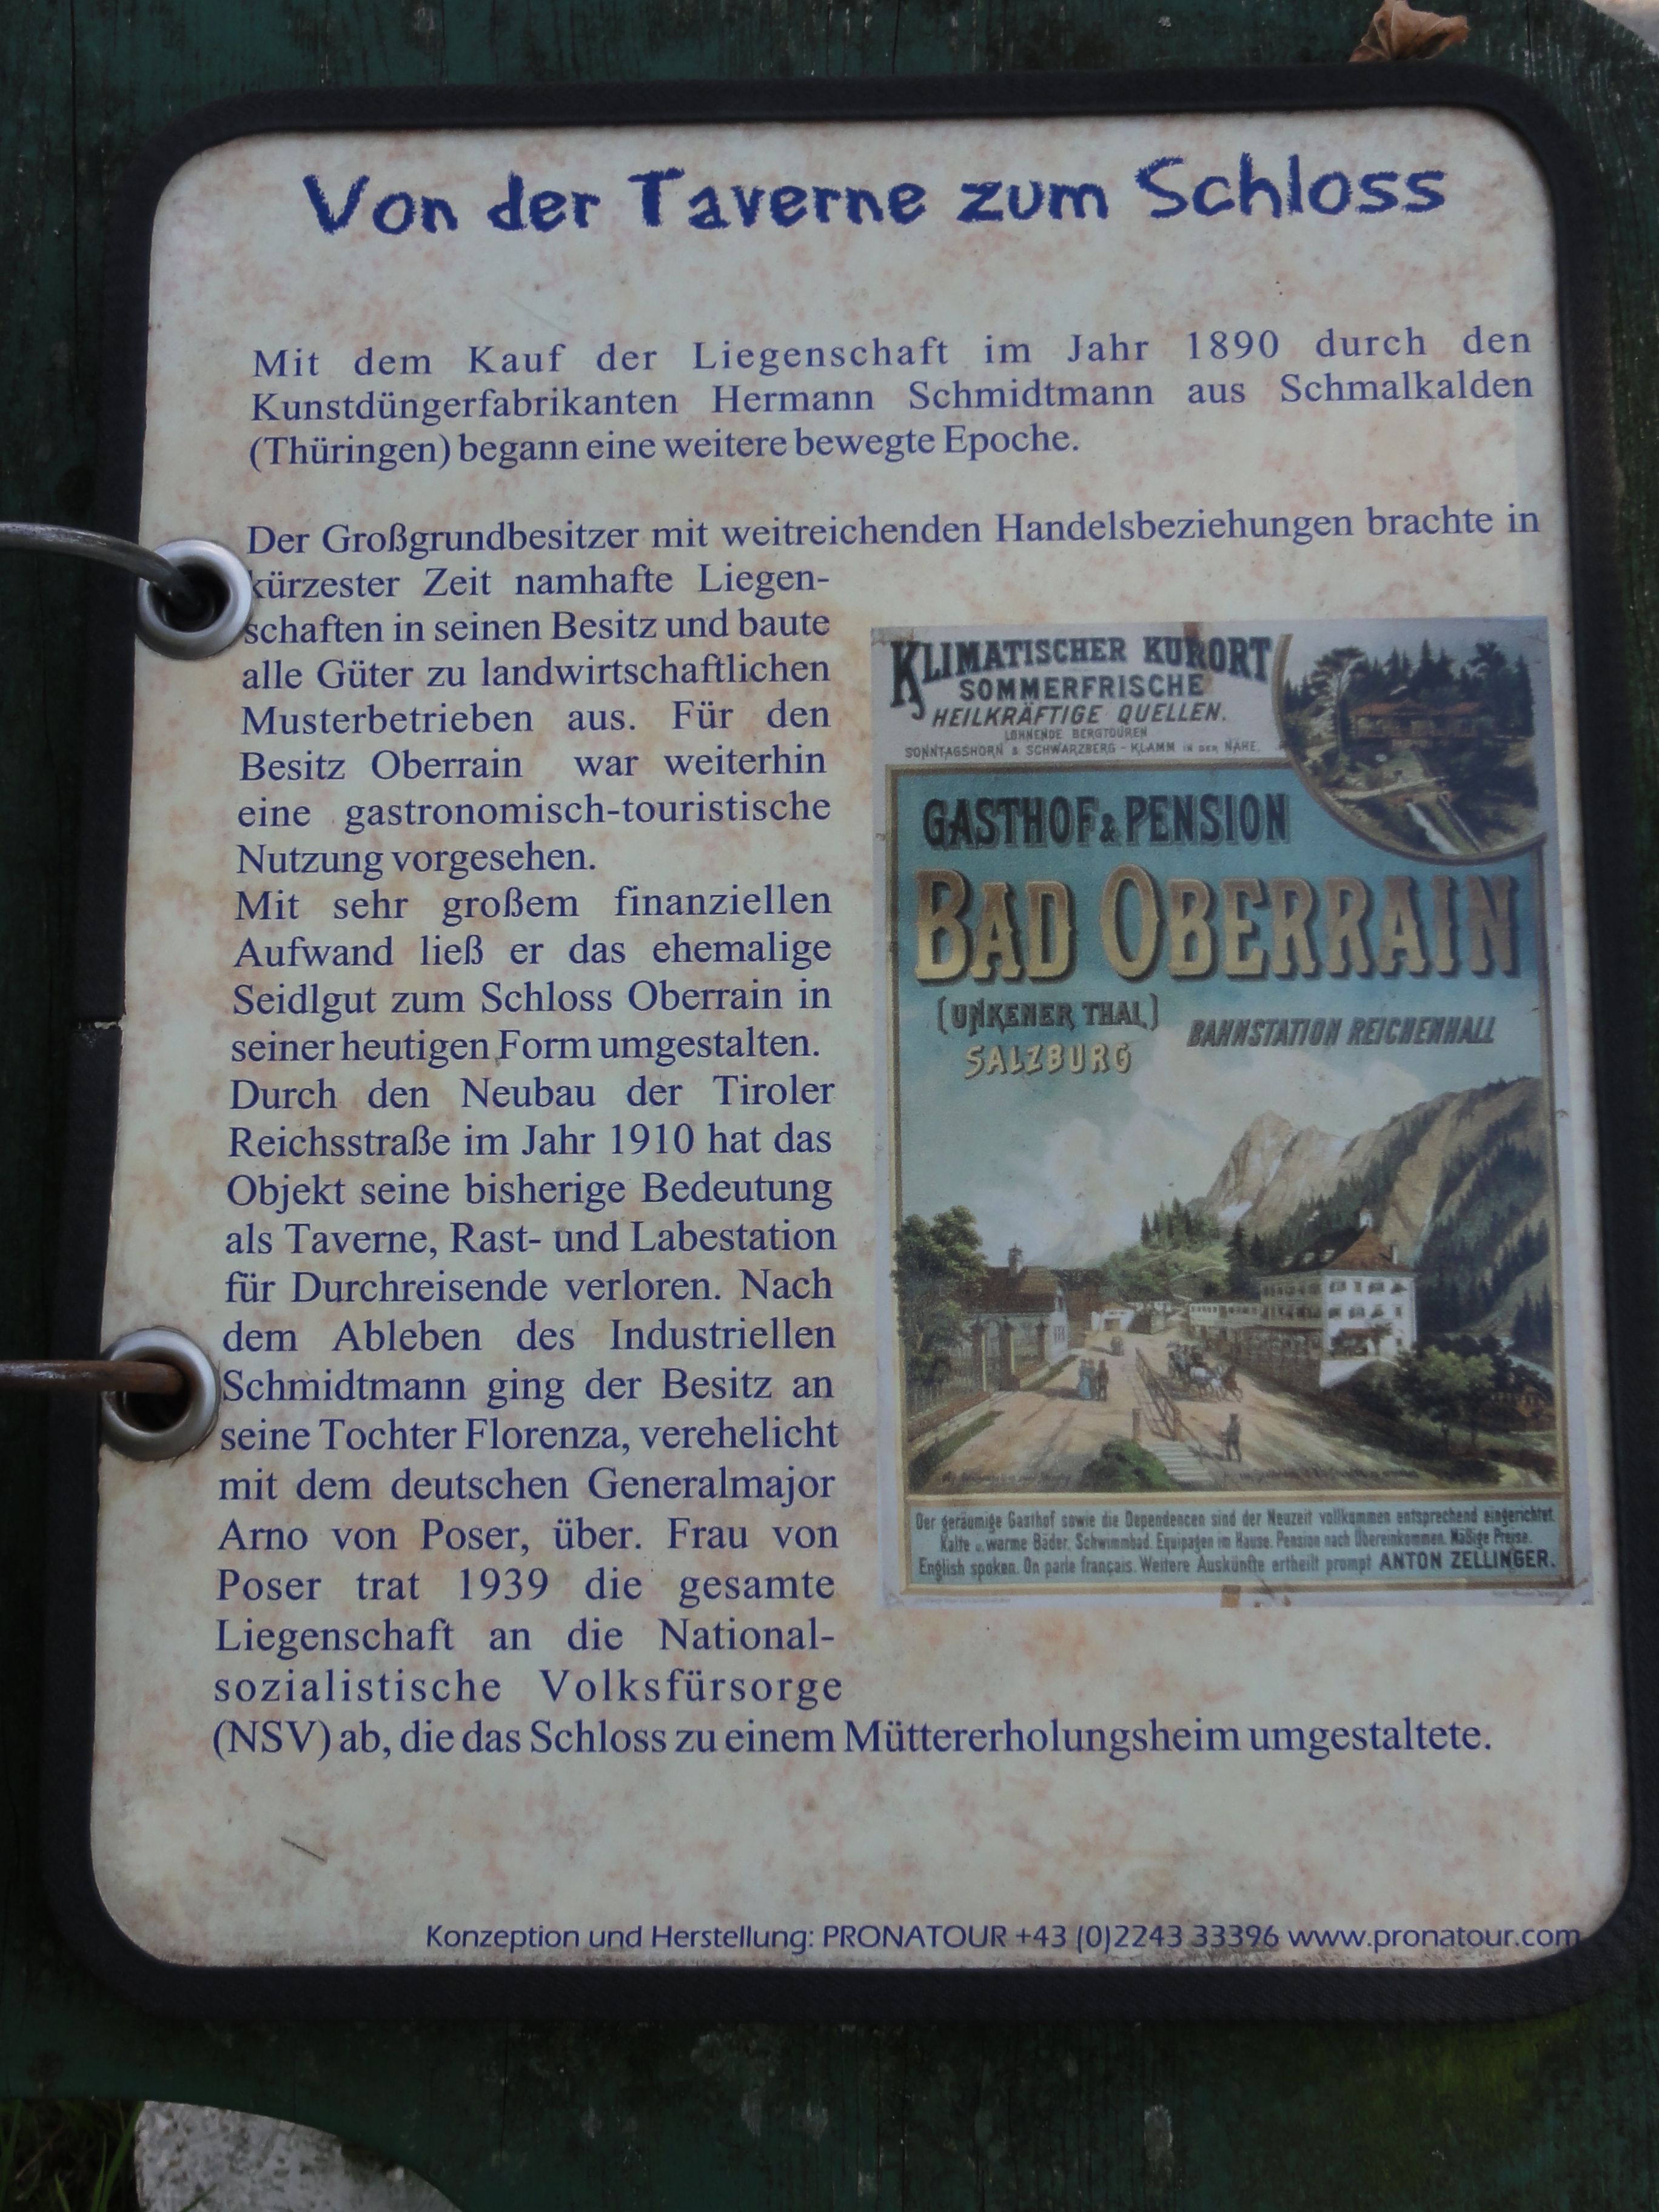 Von der Taverne zum Schloss
Mit dem Kauf der Liegenschaft im Jahr 1890 durch den
Kunstdüngerfabrikanten Hermann Schmidtmann aus Schmalkalden
(Thüringen) begann eine weitere bewegte Epoche.
Der Großgrundbesitzer mit weitreichenden Handelsbeziehungen brachte in
kürzester Zeit namhafte Liegen-
schaften in seinen Besitz und baute
alle Güter zu landwirtschaftlichen
Musterbetrieben aus. Für den
Besitz Oberrain war weiterhin
eine gastronomisch-touristische
Nutzung vorgesehen.
Mit sehr großem finanziellen
Aufwand ließ er das ehemalige
Seidlgut zum Schloss Oberrain in
seiner heutigen Form umgestalten.
Durch den Neubau der Tiroler
Reichsstraße im Jahr 1910 hat das
Objekt seine bisherige Bedeutung
als Taverne, Rast- und Labestation
für Durchreisende verloren. Nach
dem Ableben des Industriellen
Schmidtmann ging der Besitz an
seine Tochter Florenza, verehelicht
mit dem deutschen Generalmajor
Arno von Poser, über. Frau von
Poser trat 1939 die gesamte
Liegenschaft an die National-
sozialistische Volksfürsorge
(NSV) ab, die das Schloss zu einem Müttererholungsheim umgestaltete.
KLIMATISCHER KURORT
SOMMERFRISCHE
HEILKRÄFTIGE QUELLEN.
LOHNENDE BERGTOUREN
SONNTAGSHORN & SCHWARZBERG-KLAMM IN DER NÄHE.
GASTHOF & PENSION
BAD OBERRAIN
(UNKENER THAL)
BAHNSTATION REICHENHALL
SALZBURG
Der geräumige Gasthof sowie die Dependencen sind der Neuzeit vollkommen entsprechend eingerichtet.
Kalte u. warme Bäder. Schwimmbad. Equipagen im Hause. Pension nach Übereinkommen. Mäßige Preise.
English spoken. On parle français. Weitere Auskünfte ertheilt prompt ANTON ZELLINGER.
Konzeption und Herstellung: PRONATOUR +43 (0)2243 33396 www.pronatour.com